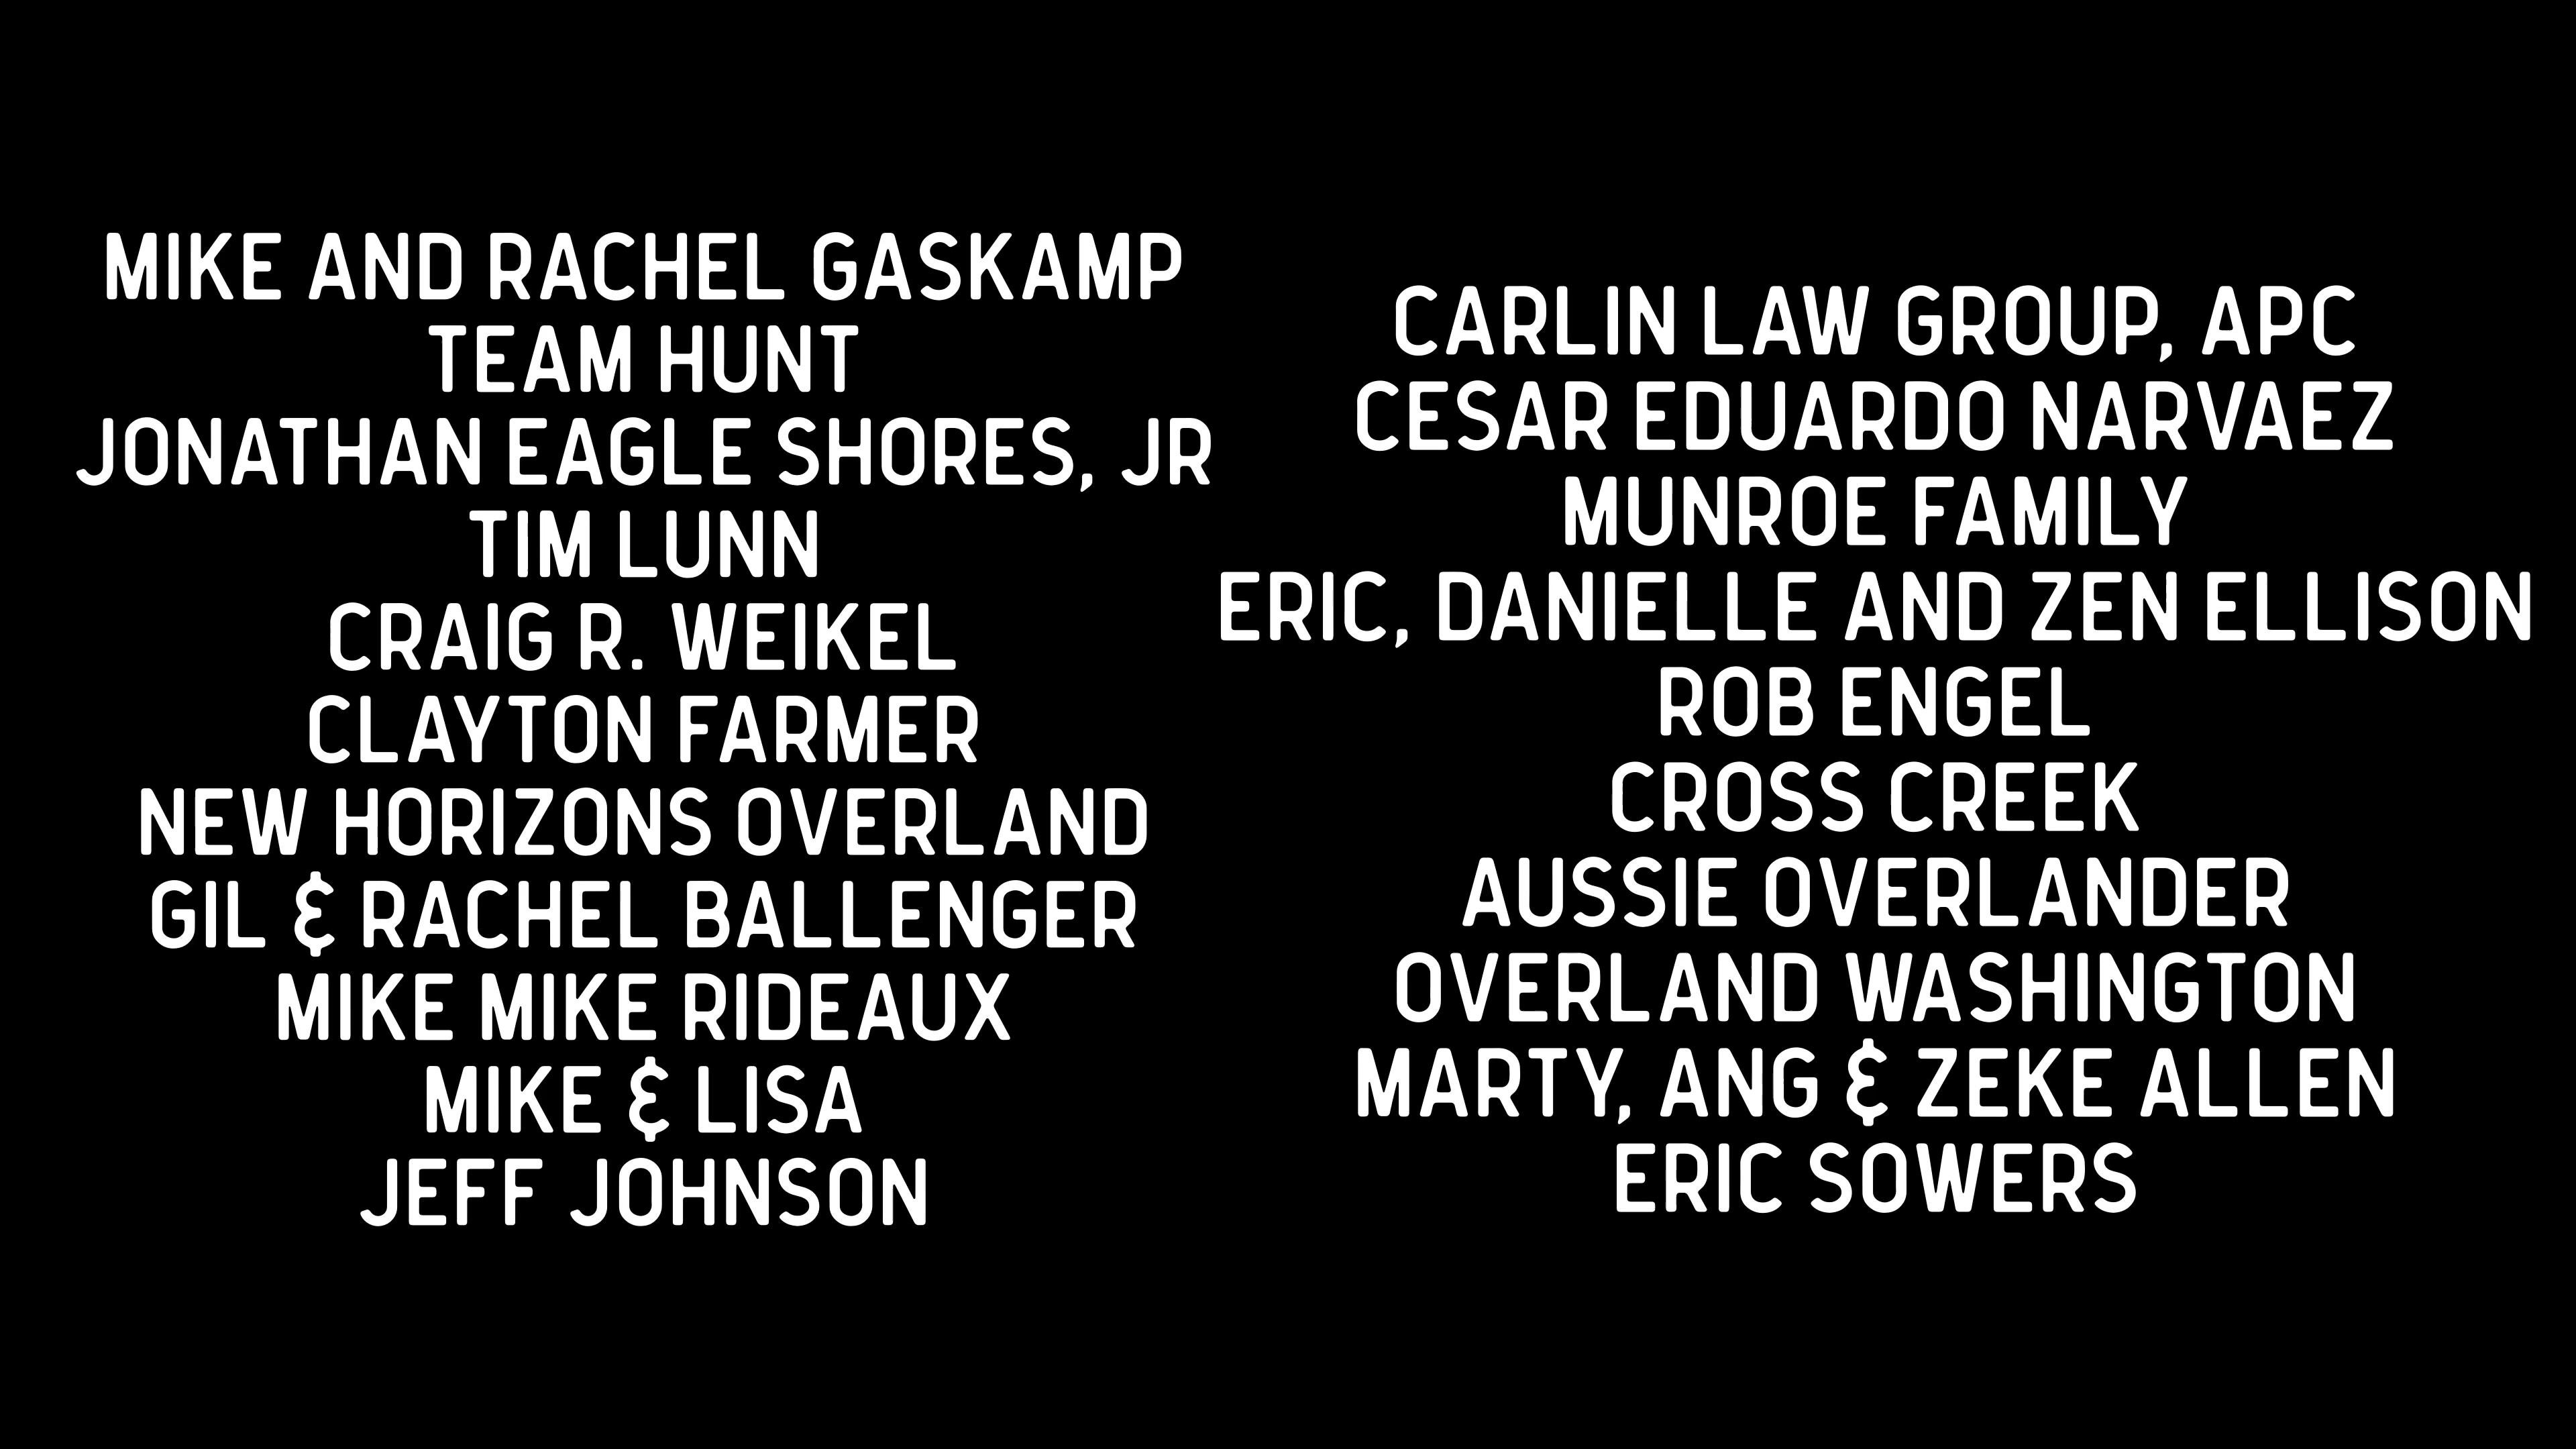 MIKE AND RACHEL GASKAMP
TEAM HUNT
JONATHAN EAGLE SHORES, JR
TIM LUNN
CRAIG R. WEIKEL
CLAYTON FARMER
NEW HORIZONS OVERLAND
GIL & RACHEL BALLENGER
MIKE MIKE RIDEAUX
MIKE & LISA
JEFF JOHNSON
CARLIN LAW GROUP, APC
CESAR EDUARDO NARVAEZ
MUNROE FAMILY
ERIC, DANIELLE AND ZEN ELLISON
ROB ENGEL
CROSS CREEK
AUSSIE OVERLANDER
OVERLAND WASHINGTON
MARTY, ANG & ZEKE ALLEN
ERIC SOWERS